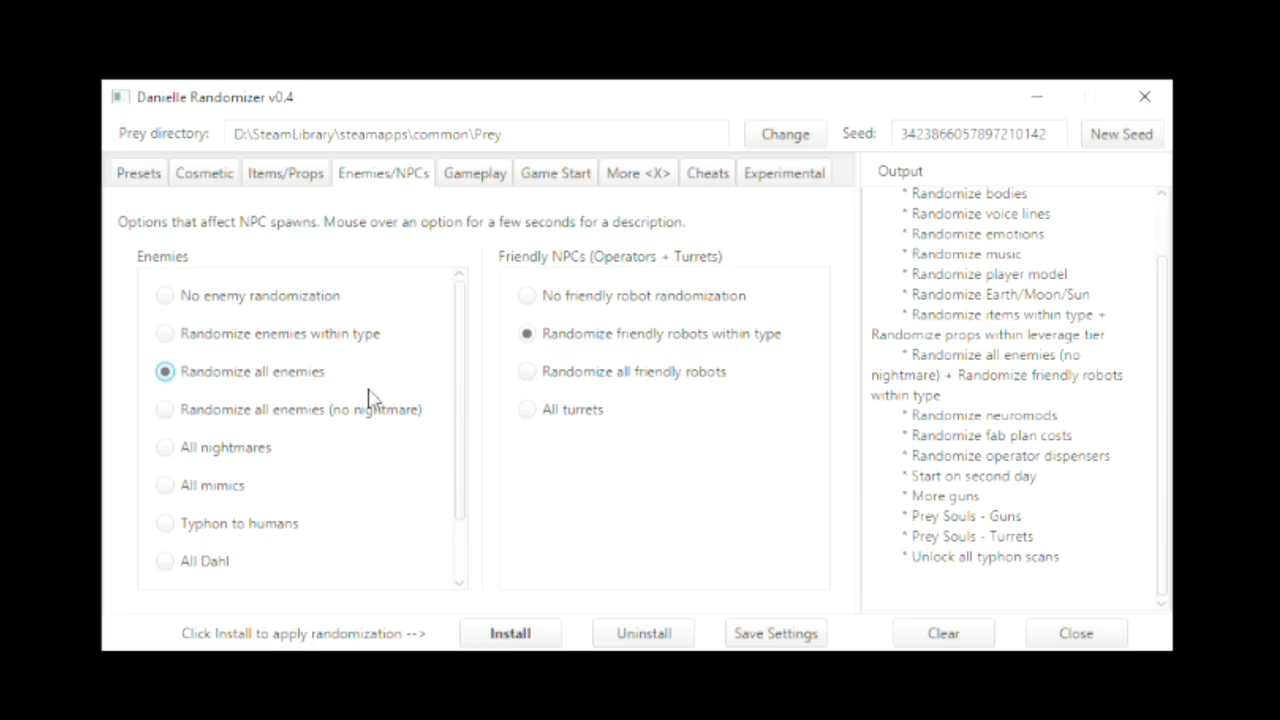 Danielle Randomizer v0.4
Prey directory: D:\SteamLibrary\steamapps\common\Prey Change Seed: 3423866057897210142 New Seed
Presets Cosmetic Items/Props Enemies/NPCs Gameplay Game Start More <X> Cheats Experimental
Options that affect NPC spawns. Mouse over an option for a few seconds for a description.
Enemies
No enemy randomization
Randomize enemies within type
Randomize all enemies
Randomize all enemies (no nightmare)
All nightmares
All mimics
Typhon to humans
All Dahl
Friendly NPCs (Operators + Turrets)
No friendly robot randomization
Randomize friendly robots within type
Randomize all friendly robots
All turrets
Output
* Randomize bodies
* Randomize voice lines
* Randomize emotions
* Randomize music
* Randomize player model
* Randomize Earth/Moon/Sun
* Randomize items within type +
Randomize props within leverage tier
* Randomize all enemies (no
nightmare) + Randomize friendly robots
within type
* Randomize neuromods
* Randomize fab plan costs
* Randomize operator dispensers
* Start on second day
* More guns
* Prey Souls - Guns
* Prey Souls - Turrets
* Unlock all typhon scans
Click Install to apply randomization --> Install Uninstall Save Settings Clear Close